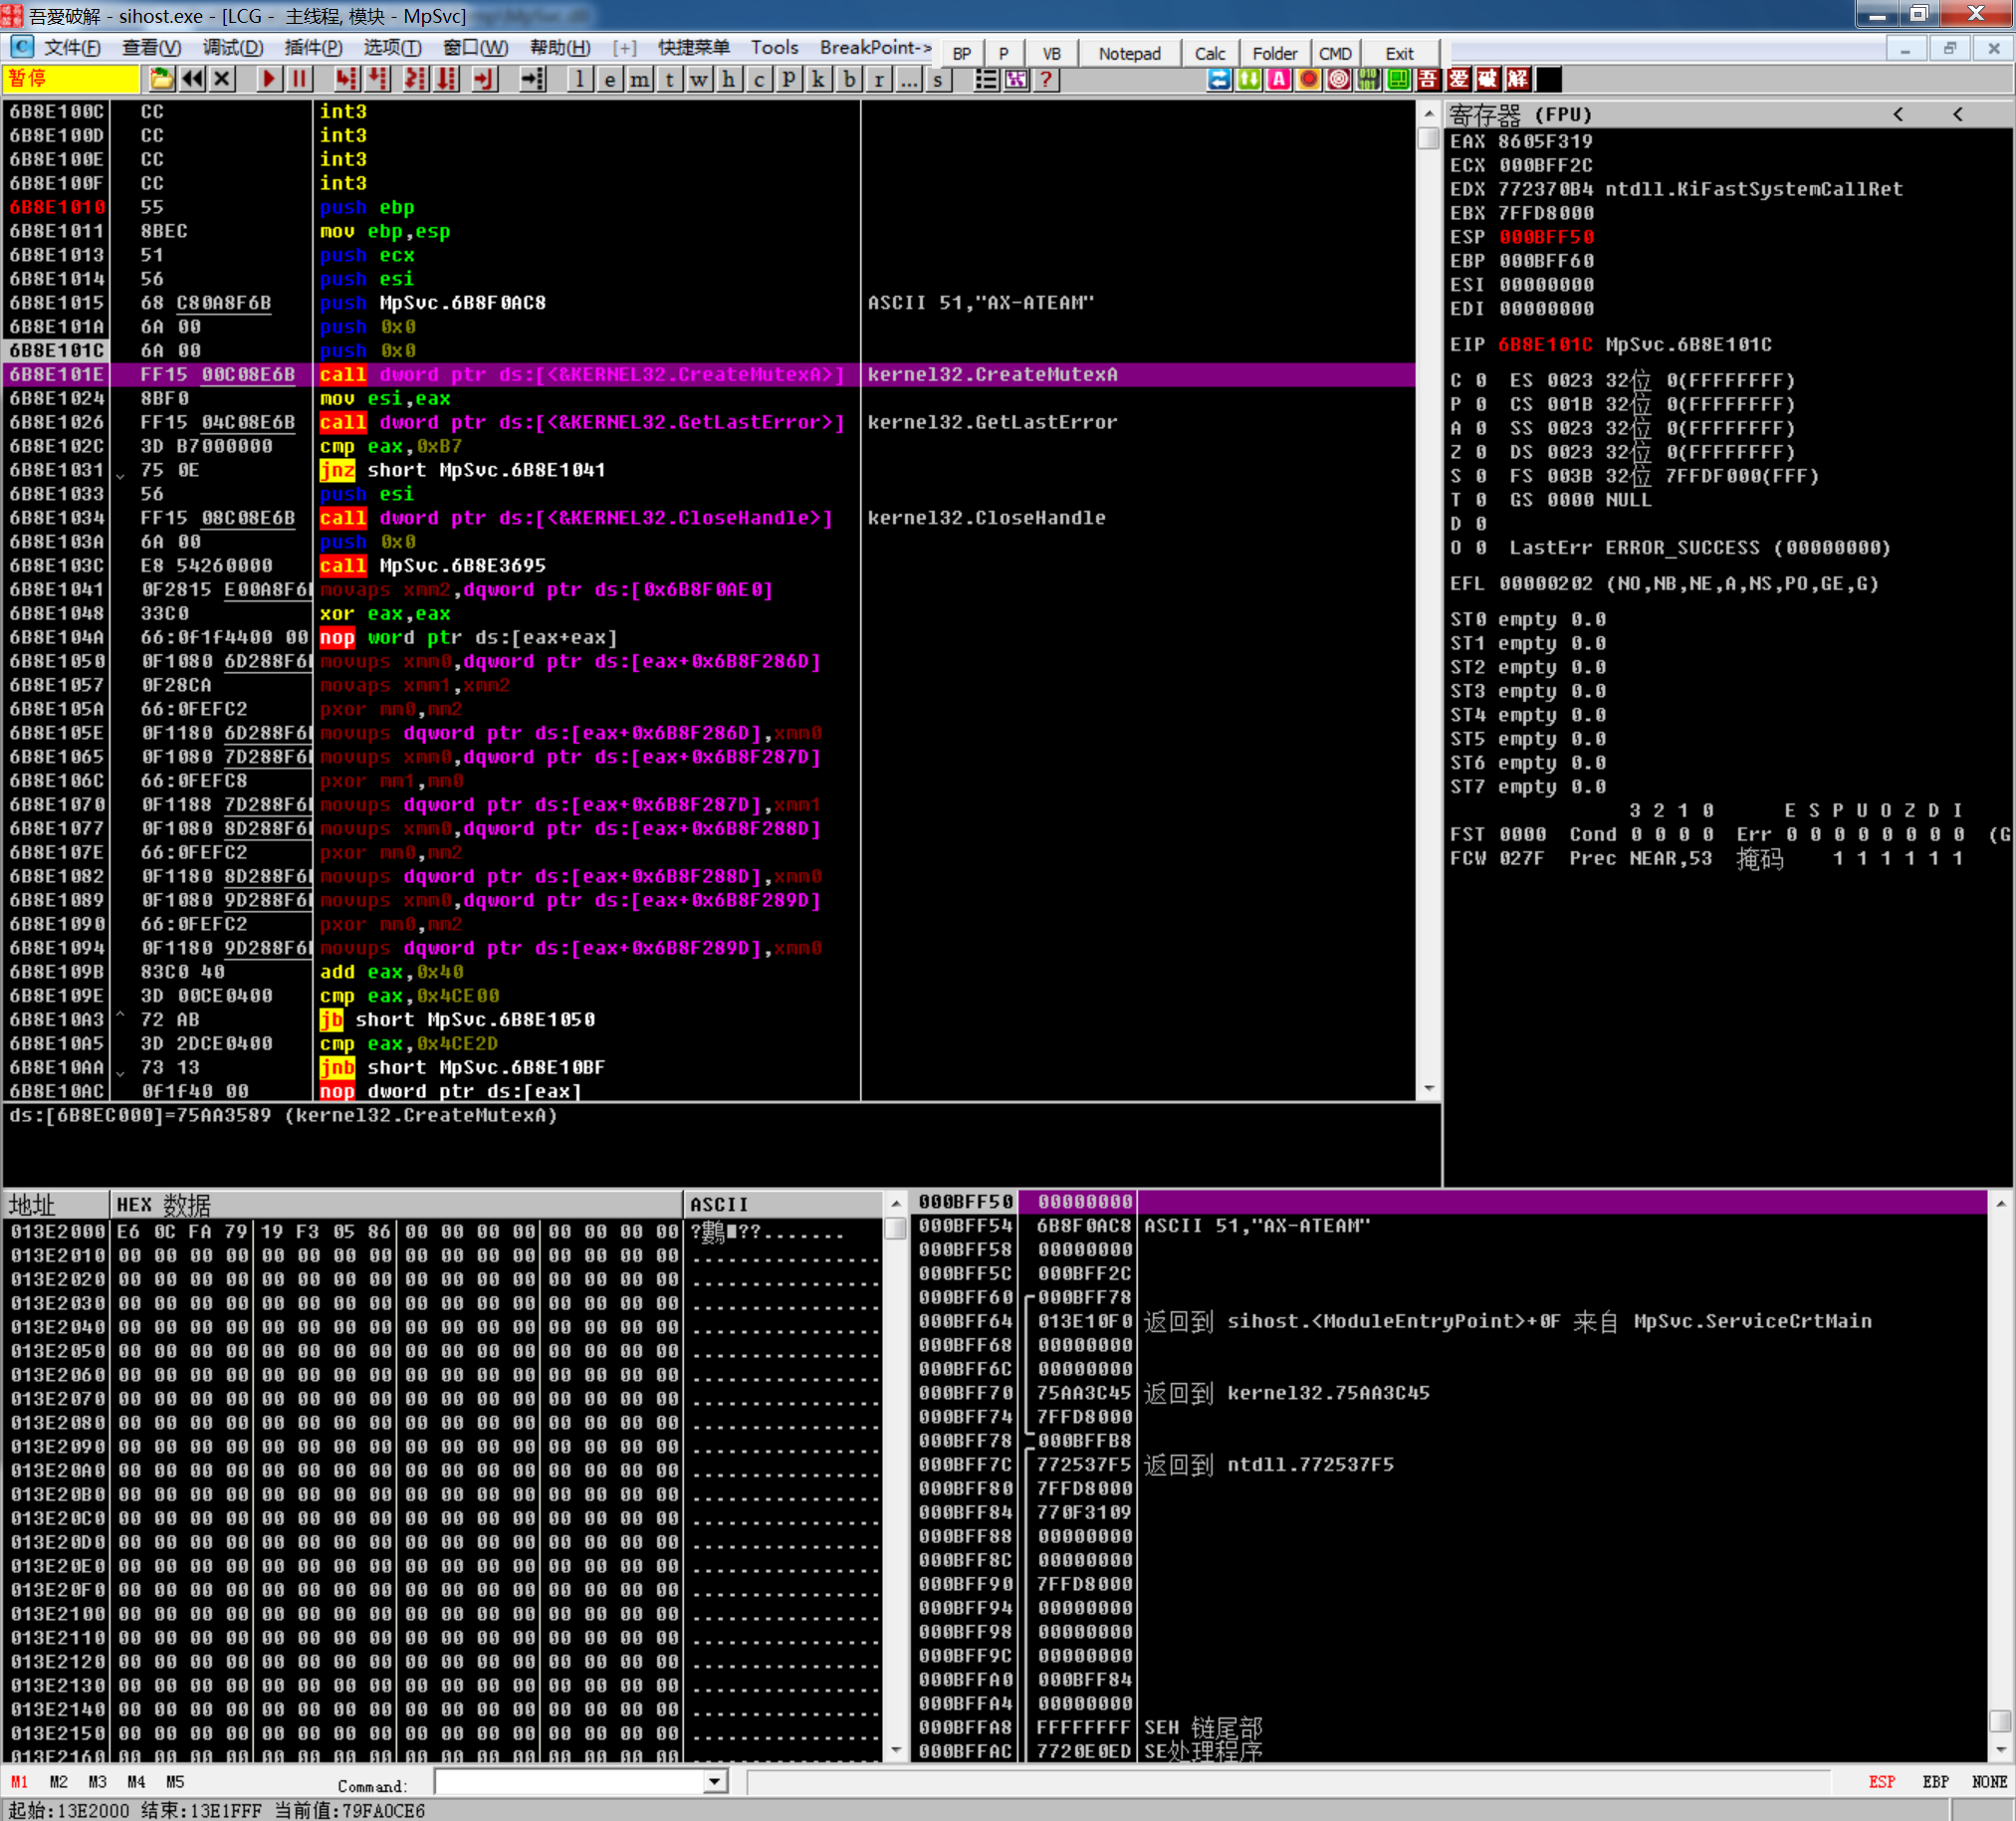 吾愛破解 - sihost.exe - [LCG - 主线程, 模块 - MpSvc]
文件(F) 查看(V) 调试(D) 插件(P) 选项(T) 窗口(W) 帮助(H) [+] 快捷菜单 Tools BreakPoint-> BP P VB Notepad Calc Folder CMD Exit
暂停 l e m t w h c p k b r ... s ? 吾 爱 破 解
6B8E100C CC int3
6B8E100D CC int3
6B8E100E CC int3
6B8E100F CC int3
6B8E1010 55 push ebp
6B8E1011 8BEC mov ebp,esp
6B8E1013 51 push ecx
6B8E1014 56 push esi
6B8E1015 68 C80A8F6B push MpSvc.6B8F0AC8 ASCII 51,"AX-ATEAM"
6B8E101A 6A 00 push 0x0
6B8E101C 6A 00 push 0x0
6B8E101E FF15 00C08E6B call dword ptr ds:[<&KERNEL32.CreateMutexA>] kernel32.CreateMutexA
6B8E1024 8BF0 mov esi,eax
6B8E1026 FF15 04C08E6B call dword ptr ds:[<&KERNEL32.GetLastError>] kernel32.GetLastError
6B8E102C 3D B7000000 cmp eax,0xB7
6B8E1031 75 0E jnz short MpSvc.6B8E1041
6B8E1033 56 push esi
6B8E1034 FF15 08C08E6B call dword ptr ds:[<&KERNEL32.CloseHandle>] kernel32.CloseHandle
6B8E103A 6A 00 push 0x0
6B8E103C E8 54260000 call MpSvc.6B8E3695
6B8E1041 0F2815 E00A8F6 movaps xmm2,dqword ptr ds:[0x6B8F0AE0]
6B8E1048 33C0 xor eax,eax
6B8E104A 66:0f1f4400 00 nop word ptr ds:[eax+eax]
6B8E1050 0F1080 6D288F6 movups xmm0,dqword ptr ds:[eax+0x6B8F286D]
6B8E1057 0F28CA movaps xmm1,xmm2
6B8E105A 66:0FEFC2 pxor mm0,mm2
6B8E105E 0F1180 6D288F6 movups dqword ptr ds:[eax+0x6B8F286D],xmm0
6B8E1065 0F1080 7D288F6 movups xmm0,dqword ptr ds:[eax+0x6B8F287D]
6B8E106C 66:0FEFC8 pxor mm1,mm0
6B8E1070 0F1188 7D288F6 movups dqword ptr ds:[eax+0x6B8F287D],xmm1
6B8E1077 0F1080 8D288F6 movups xmm0,dqword ptr ds:[eax+0x6B8F288D]
6B8E107E 66:0FEFC2 pxor mm0,mm2
6B8E1082 0F1180 8D288F6 movups dqword ptr ds:[eax+0x6B8F288D],xmm0
6B8E1089 0F1080 9D288F6 movups xmm0,dqword ptr ds:[eax+0x6B8F289D]
6B8E1090 66:0FEFC2 pxor mm0,mm2
6B8E1094 0F1180 9D288F6 movups dqword ptr ds:[eax+0x6B8F289D],xmm0
6B8E109B 83C0 40 add eax,0x40
6B8E109E 3D 00CE0400 cmp eax,0x4CE00
6B8E10A3 72 AB jb short MpSvc.6B8E1050
6B8E10A5 3D 2DCE0400 cmp eax,0x4CE2D
6B8E10AA 73 13 jnb short MpSvc.6B8E10BF
6B8E10AC 0f1f40 00 nop dword ptr ds:[eax]
ds:[6B8EC000]=75AA3589 (kernel32.CreateMutexA)
寄存器 (FPU) < <
EAX 8605F319
ECX 000BFF2C
EDX 772370B4 ntdll.KiFastSystemCallRet
EBX 7FFD8000
ESP 000BFF50
EBP 000BFF60
ESI 00000000
EDI 00000000
EIP 6B8E101C MpSvc.6B8E101C
C 0 ES 0023 32位 0(FFFFFFFF)
P 0 CS 001B 32位 0(FFFFFFFF)
A 0 SS 0023 32位 0(FFFFFFFF)
Z 0 DS 0023 32位 0(FFFFFFFF)
S 0 FS 003B 32位 7FFDF000(FFF)
T 0 GS 0000 NULL
D 0
O 0 LastErr ERROR_SUCCESS (00000000)
EFL 00000202 (NO,NB,NE,A,NS,PO,GE,G)
ST0 empty 0.0
ST1 empty 0.0
ST2 empty 0.0
ST3 empty 0.0
ST4 empty 0.0
ST5 empty 0.0
ST6 empty 0.0
ST7 empty 0.0
3 2 1 0 E S P U O Z D I
FST 0000 Cond 0 0 0 0 Err 0 0 0 0 0 0 0 0 (G
FCW 027F Prec NEAR,53 掩码 1 1 1 1 1 1
地址 HEX 数据 ASCII
013E2000 E6 0C FA 79 19 F3 05 86 00 00 00 00 00 00 00 00
013E2010 00 00 00 00 00 00 00 00 00 00 00 00 00 00 00 00 ................
013E2020 00 00 00 00 00 00 00 00 00 00 00 00 00 00 00 00 ................
013E2030 00 00 00 00 00 00 00 00 00 00 00 00 00 00 00 00 ................
013E2040 00 00 00 00 00 00 00 00 00 00 00 00 00 00 00 00 ................
013E2050 00 00 00 00 00 00 00 00 00 00 00 00 00 00 00 00 ................
013E2060 00 00 00 00 00 00 00 00 00 00 00 00 00 00 00 00 ................
013E2070 00 00 00 00 00 00 00 00 00 00 00 00 00 00 00 00 ................
013E2080 00 00 00 00 00 00 00 00 00 00 00 00 00 00 00 00 ................
013E2090 00 00 00 00 00 00 00 00 00 00 00 00 00 00 00 00 ................
013E20A0 00 00 00 00 00 00 00 00 00 00 00 00 00 00 00 00 ................
013E20B0 00 00 00 00 00 00 00 00 00 00 00 00 00 00 00 00 ................
013E20C0 00 00 00 00 00 00 00 00 00 00 00 00 00 00 00 00 ................
013E20D0 00 00 00 00 00 00 00 00 00 00 00 00 00 00 00 00 ................
013E20E0 00 00 00 00 00 00 00 00 00 00 00 00 00 00 00 00 ................
013E20F0 00 00 00 00 00 00 00 00 00 00 00 00 00 00 00 00 ................
013E2100 00 00 00 00 00 00 00 00 00 00 00 00 00 00 00 00 ................
013E2110 00 00 00 00 00 00 00 00 00 00 00 00 00 00 00 00 ................
013E2120 00 00 00 00 00 00 00 00 00 00 00 00 00 00 00 00 ................
013E2130 00 00 00 00 00 00 00 00 00 00 00 00 00 00 00 00 ................
013E2140 00 00 00 00 00 00 00 00 00 00 00 00 00 00 00 00 ................
013E2150 00 00 00 00 00 00 00 00 00 00 00 00 00 00 00 00 ................
013E2160 00 00 00 00 00 00 00 00 00 00 00 00 00 00 00 00 ................
000BFF50 00000000
000BFF54 6B8F0AC8 ASCII 51,"AX-ATEAM"
000BFF58 00000000
000BFF5C 000BFF2C
000BFF60 000BFF78
000BFF64 013E10F0 返回到 sihost.<ModuleEntryPoint>+0F 来自 MpSvc.ServiceCrtMain
000BFF68 00000000
000BFF6C 00000000
000BFF70 75AA3C45 返回到 kernel32.75AA3C45
000BFF74 7FFD8000
000BFF78 000BFFB8
000BFF7C 772537F5 返回到 ntdll.772537F5
000BFF80 7FFD8000
000BFF84 770F3109
000BFF88 00000000
000BFF8C 00000000
000BFF90 7FFD8000
000BFF94 00000000
000BFF98 00000000
000BFF9C 00000000
000BFFA0 000BFF84
000BFFA4 00000000
000BFFA8 FFFFFFFF SEH 链尾部
000BFFAC 7720E0ED SE处理程序
M1 M2 M3 M4 M5 Command: ESP EBP NONE
起始:13E2000 结束:13E1FFF 当前值:79FA0CE6